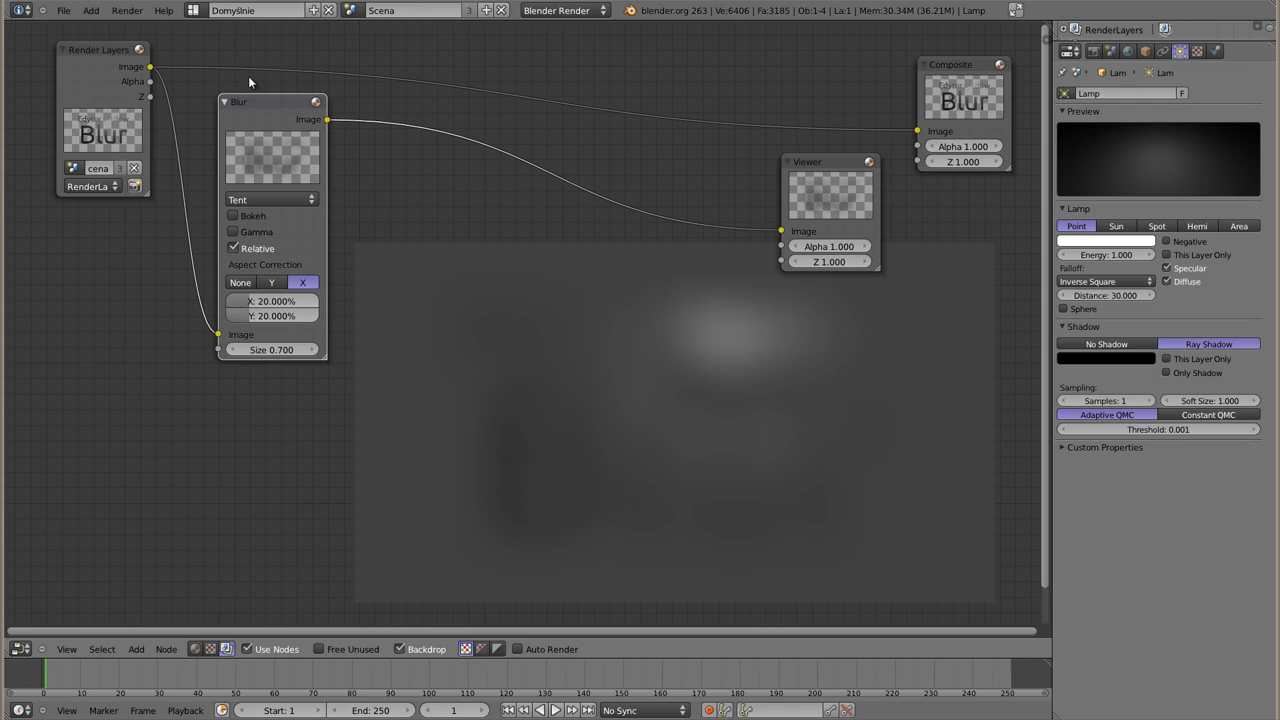 File Add Render Help Domyślnie Scena 3 Blender Render blender.org 263 | Ve:6406 | Fa:3185 | Ob:1-4 | La:1 | Mem:30.34M (36.21M) | Lamp
Render Layers
Image
Alpha
Z
Blur
cena 3
RenderLa
Blur
Image
Tent
Bokeh
Gamma
Relative
Aspect Correction
None Y X
X: 20.000%
Y: 20.000%
Image
Size 0.700
Viewer
Image
Alpha 1.000
Z 1.000
Composite
Blur
Image
Alpha 1.000
Z 1.000
RenderLayers
Lam Lam
Lamp F
Preview
Lamp
Point Sun Spot Hemi Area
Negative
Energy: 1.000 This Layer Only
Falloff: Specular
Inverse Square Diffuse
Distance: 30.000
Sphere
Shadow
No Shadow Ray Shadow
This Layer Only
Only Shadow
Sampling:
Samples: 1 Soft Size: 1.000
Adaptive QMC Constant QMC
Threshold: 0.001
Custom Properties
View Select Add Node Use Nodes Free Unused Backdrop Auto Render
0 10 20 30 40 50 60 70 80 90 100 110 120 130 140 150 160 170 180 190 200 210 220 230 240 250
View Marker Frame Playback Start: 1 End: 250 1 No Sync